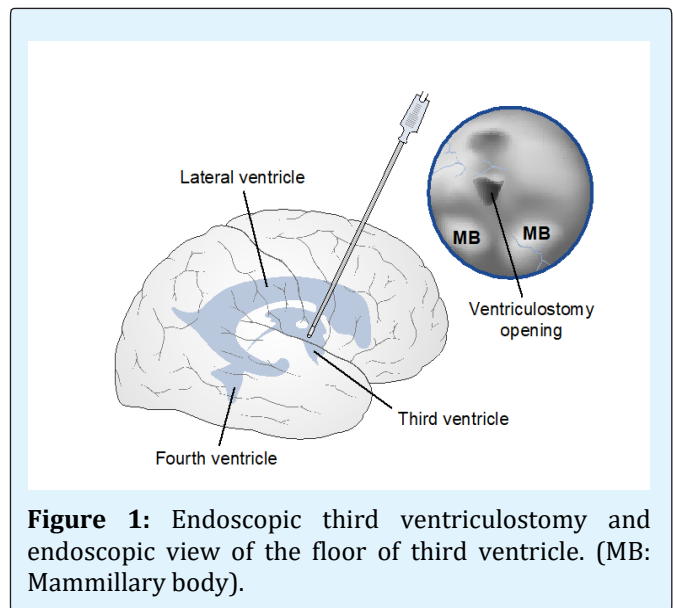 Lateral ventricle
MB
MB
Ventriculostomy
opening
Third ventricle
Fourth ventricle
Figure 1: Endoscopic third ventriculostomy and
endoscopic view of the floor of third ventricle. (MB:
Mammillary body).